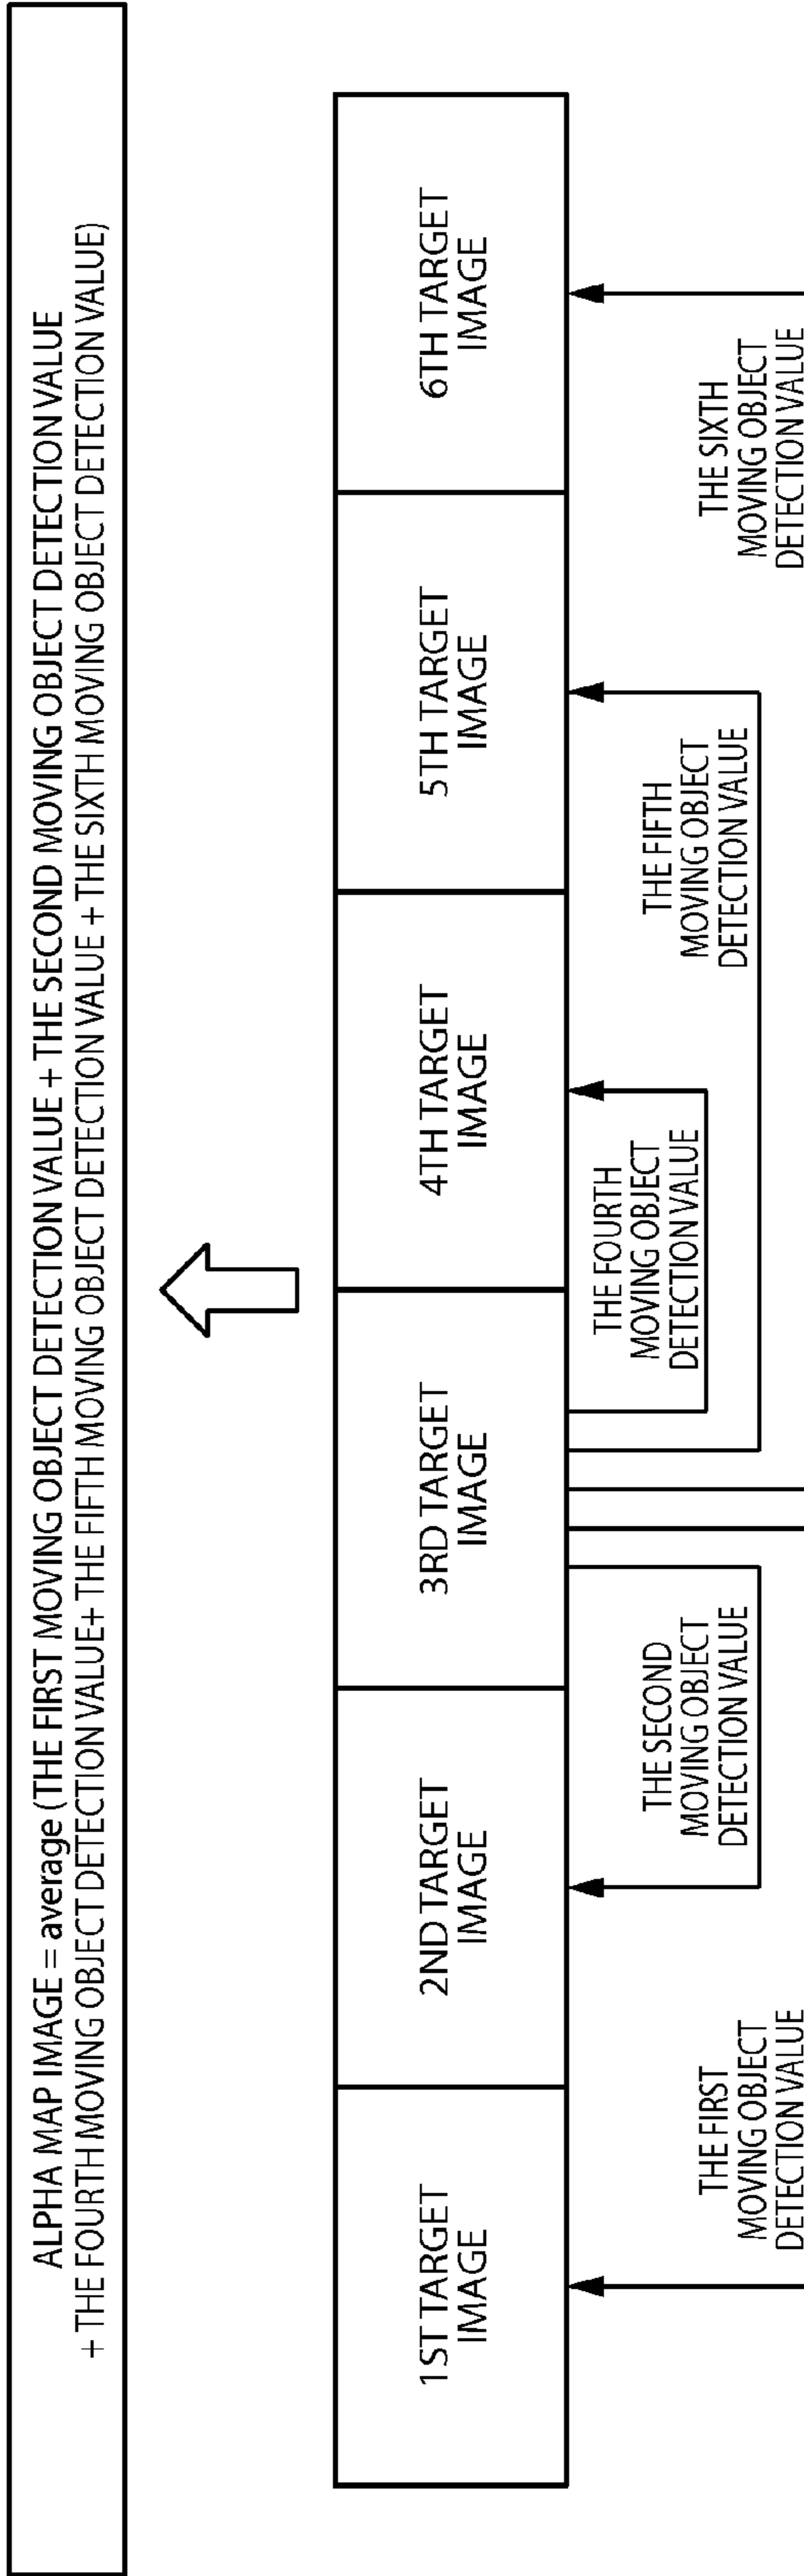 ALPHA MAP IMAGE = average (THE FIRST MOVING OBJECT DETECTION VALUE + THE SECOND MOVING OBJECT DETECTION VALUE
+ THE FOURTH MOVING OBJECT DETECTION VALUE+ THE FIFTH MOVING OBJECT DETECTION VALUE + THE SIXTH MOVING OBJECT DETECTION VALUE)
1ST TARGET
IMAGE
2ND TARGET
IMAGE
3RD TARGET
IMAGE
4TH TARGET
IMAGE
5TH TARGET
IMAGE
6TH TARGET
IMAGE
THE FIRST
MOVING OBJECT
DETECTION VALUE
THE SECOND
MOVING OBJECT
DETECTION VALUE
THE FOURTH
MOVING OBJECT
DETECTION VALUE
THE FIFTH
MOVING OBJECT
DETECTION VALUE
THE SIXTH
MOVING OBJECT
DETECTION VALUE